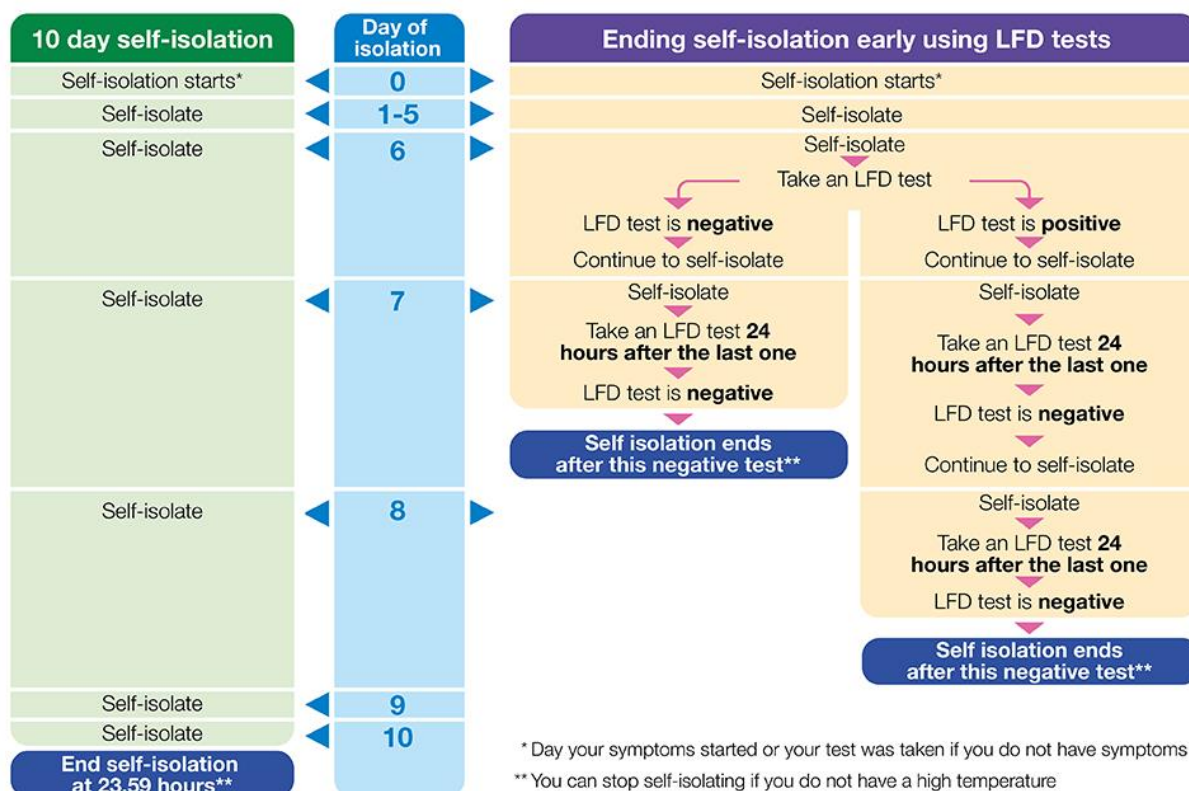 10 day self-isolation
Day of
isolation
Ending self-isolation early using LFD tests
Self-isolation starts*
0
Self-isolation starts*
Self-isolate
1-5
Self-isolate
Self-isolate
6
Self-isolate
Take an LFD test
LFD test is negative
LFD test is positive
Continue to self-isolate
Continue to self-isolate
Self-isolate
7
Self-isolate
Self-isolate
Take an LFD test 24
hours after the last one
Take an LFD test 24
hours after the last one
LFD test is negative
LFD test is negative
Self isolation ends
after this negative test**
Continue to self-isolate
Self-isolate
8
Self-isolate
Take an LFD test 24
hours after the last one
LFD test is negative
Self isolation ends
after this negative test**
Self-isolate
9
Self-isolate
10
End self-isolation
at 23.59 hours**
* Day your symptoms started or your test was taken if you do not have symptoms
** You can stop self-isolating if you do not have a high temperature